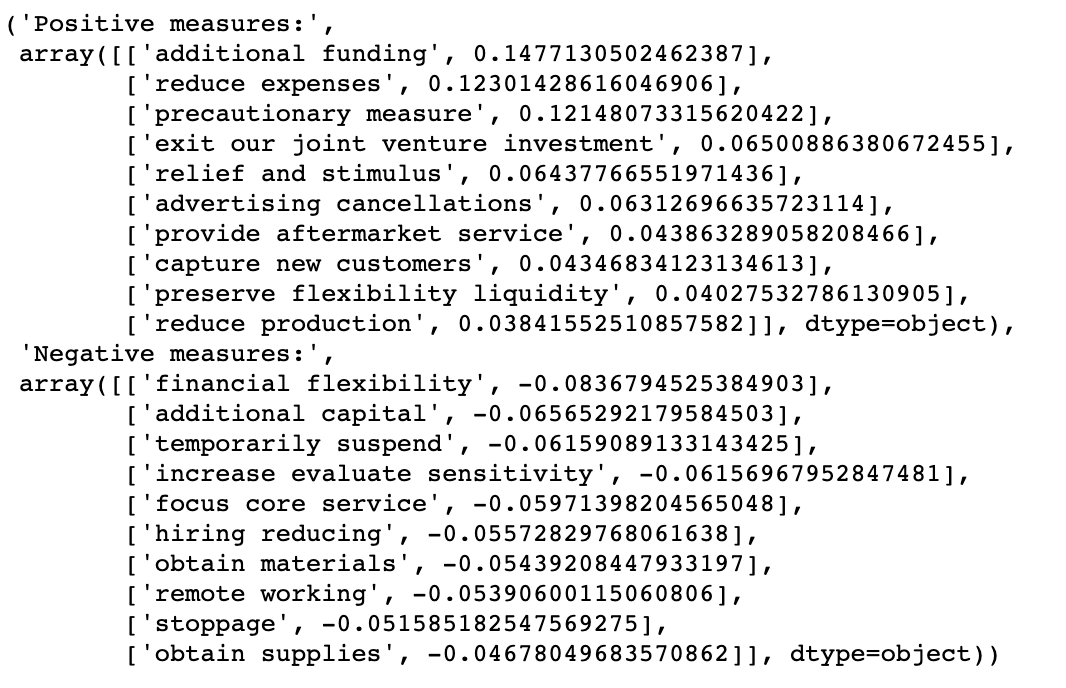 ('Positive measures:',
array([['additional funding', 0.1477130502462387],
['reduce expenses', 0.12301428616046906],
['precautionary measure', 0.12148073315620422],
['exit our joint venture investment', 0.06500886380672455],
['relief and stimulus', 0.06437766551971436],
['advertising cancellations', 0.06312696635723114],
['provide aftermarket service', 0.043863289058208466],
['capture new customers', 0.04346834123134613],
['preserve flexibility liquidity', 0.04027532786130905],
['reduce production', 0.03841552510857582]], dtype=object),
'Negative measures:',
array([['financial flexibility', -0.0836794525384903],
['additional capital', -0.06565292179584503],
['temporarily suspend', -0.06159089133143425],
['increase evaluate sensitivity', -0.06156967952847481],
['focus core service', -0.05971398204565048],
['hiring reducing', -0.05572829768061638],
['obtain materials', -0.05439208447933197],
['remote working', -0.05390600115060806],
['stoppage', -0.051585182547569275],
['obtain supplies', -0.04678049683570862]], dtype=object))